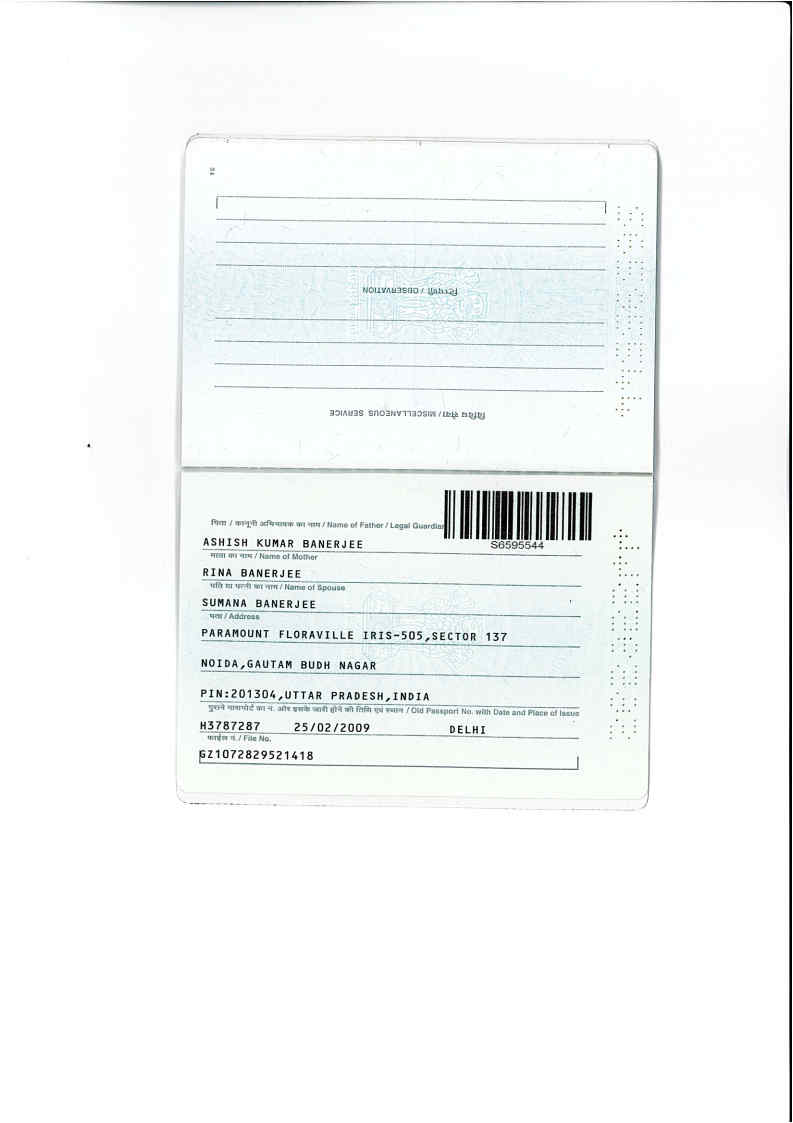 टिप्पणी / OBSERVATION
विविध सेवा / MISCELLANEOUS SERVICE
पिता / कानूनी अभिभावक का नाम / Name of Father / Legal Guardian
S6595544
ASHISH KUMAR BANERJEE
माता का नाम / Name of Mother
RINA BANERJEE
पति या पत्नी का नाम / Name of Spouse
SUMANA BANERJEE
पता / Address
PARAMOUNT FLORAVILLE IRIS-505,SECTOR 137
NOIDA,GAUTAM BUDH NAGAR
PIN:201304,UTTAR PRADESH,INDIA
पुराने पासपोर्ट का न. और इसके जारी होने की तिथि एवं स्थान / Old Passport No. with Date and Place of Issue
H3787287 25/02/2009 DELHI
फाईल नं. / File No.
GZ1072829521418